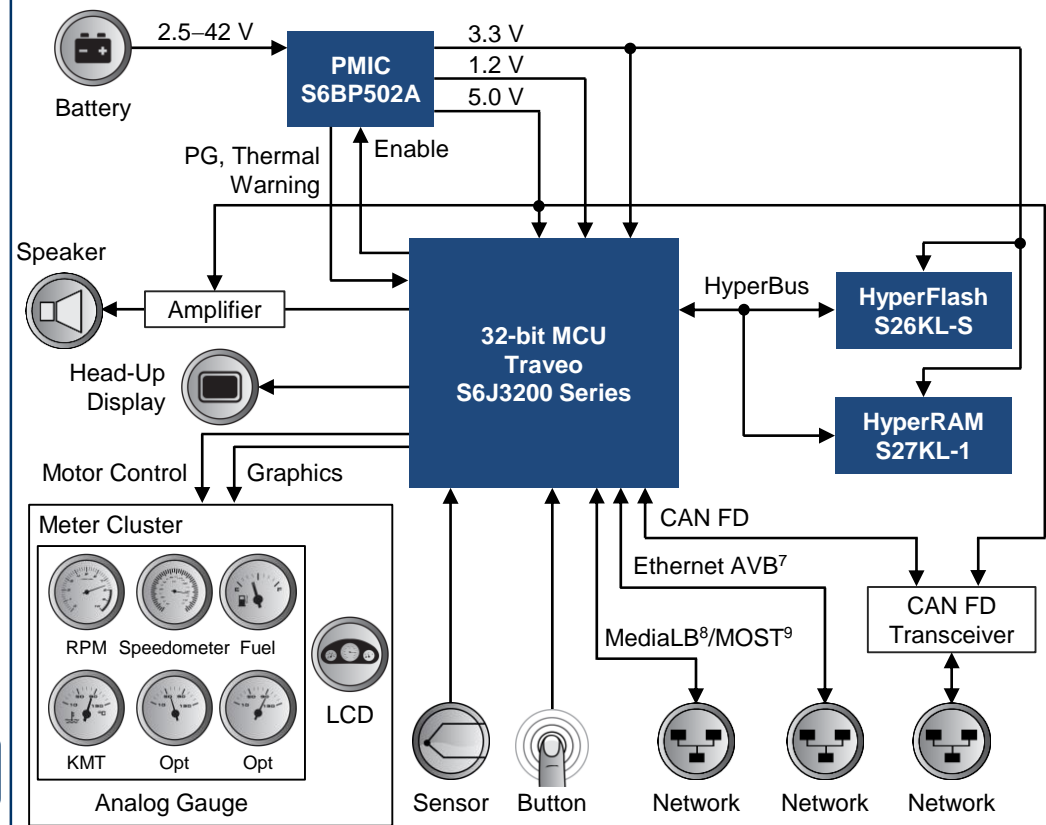 2.5–42 V
3.3 V
1.2 V
5.0 V
PMIC
S6BP502A
Battery
PG, Thermal
Warning
Enable
Speaker
Amplifier
Head-Up
Display
32-bit MCU
Traveo
S6J3200 Series
HyperBus
HyperFlash
S26KL-S
HyperRAM
S27KL-1
Motor Control
Graphics
Meter Cluster
RPM
Speedometer
Fuel
KMT
Opt
Opt
LCD
Analog Gauge
CAN FD
Ethernet AVB⁷
MediaLB⁸/MOST⁹
CAN FD
Transceiver
Sensor
Button
Network
Network
Network